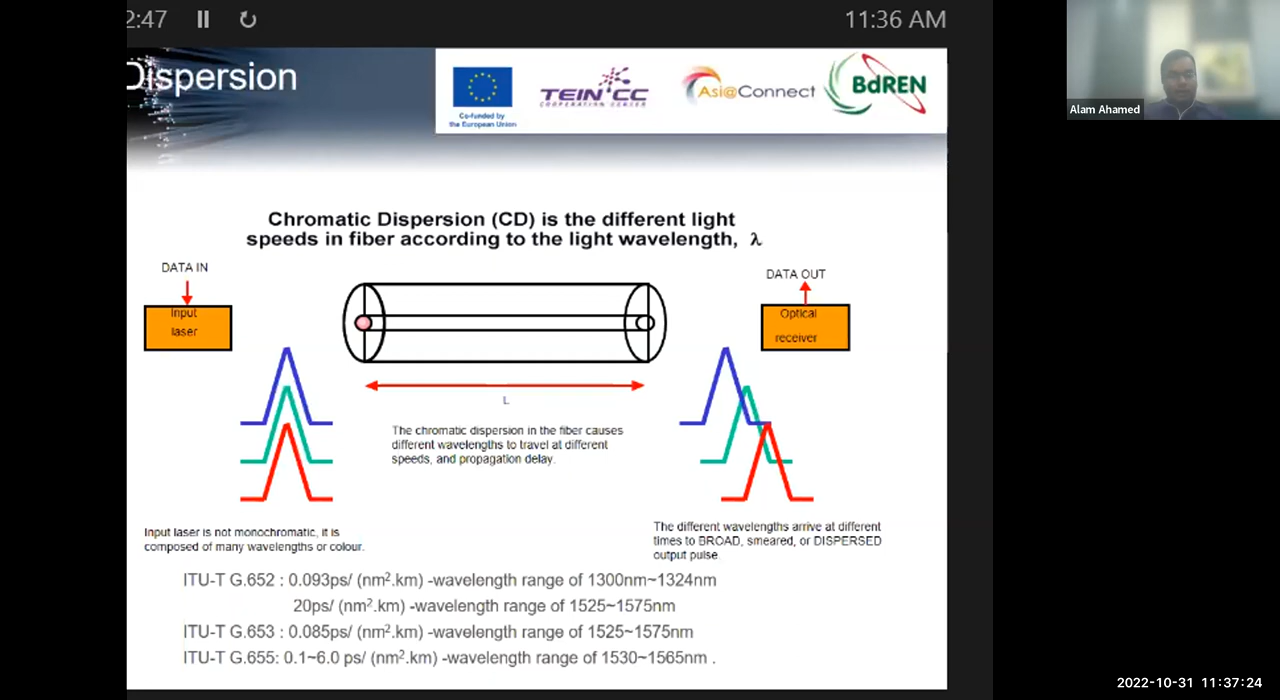 2:47
11:36 AM
Dispersion
Co-funded by
the European Union
TEIN*CC
COOPERATION CENTER
Asi@Connect
BdREN
Alam Ahamed
Chromatic Dispersion (CD) is the different light
speeds in fiber according to the light wavelength, λ
DATA IN
Input
laser
DATA OUT
Optical
receiver
L
The chromatic dispersion in the fiber causes
different wavelengths to travel at different
speeds, and propagation delay.
Input laser is not monochromatic, it is
composed of many wavelengths or colour.
The different wavelengths arrive at different
times to BROAD, smeared, or DISPERSED
output pulse.
ITU-T G.652 : 0.093ps/ (nm².km) -wavelength range of 1300nm~1324nm
20ps/ (nm².km) -wavelength range of 1525~1575nm
ITU-T G.653 : 0.085ps/ (nm².km) -wavelength range of 1525~1575nm
ITU-T G.655: 0.1~6.0 ps/ (nm².km) -wavelength range of 1530~1565nm .
2022-10-31 11:37:24